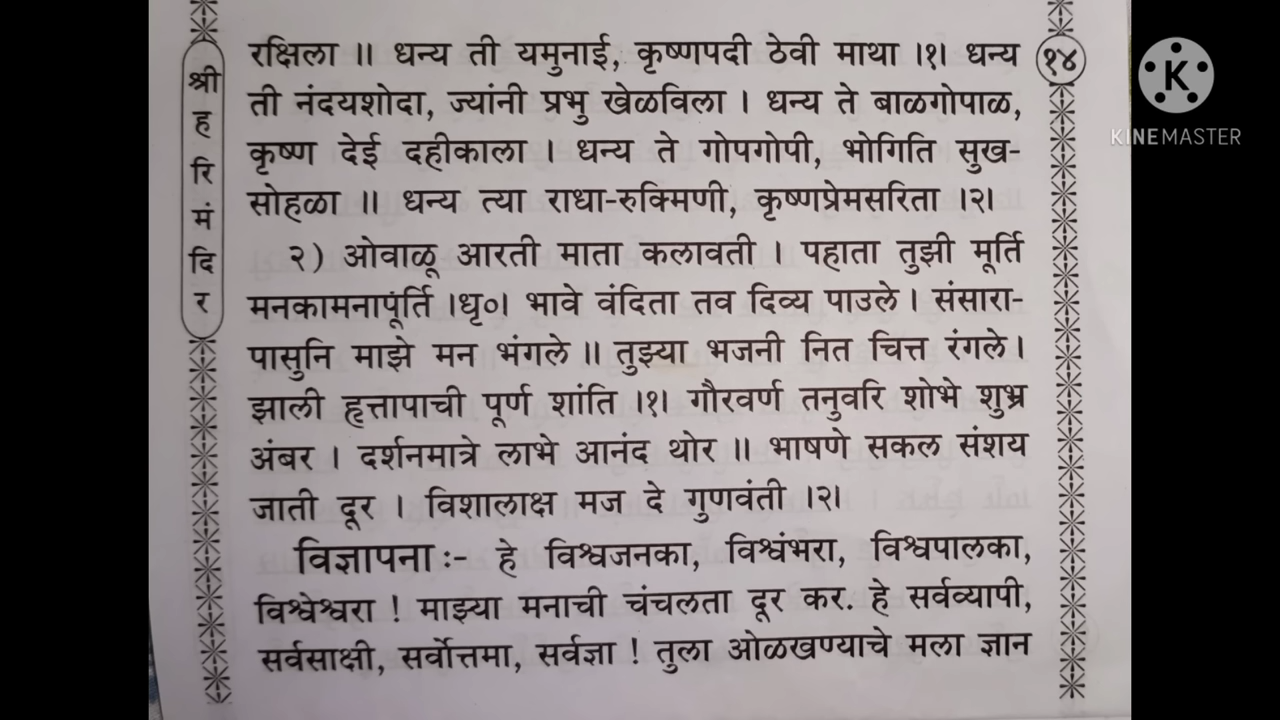 रक्षिला ॥ धन्य ती यमुनाई, कृष्णपदी ठेवी माथा ।१। धन्य
ती नंदयशोदा, ज्यांनी प्रभु खेळविला । धन्य ते बाळगोपाळ,
कृष्ण देई दहीकाला । धन्य ते गोपगोपी, भोगिति सुख-
सोहळा ॥ धन्य त्या राधा-रुक्मिणी, कृष्णप्रेमसरिता ।२।
२) ओवाळू आरती माता कलावती । पहाता तुझी मूर्ति
मनकामनापूर्ति ।धृ०। भावे वंदिता तव दिव्य पाउले । संसारा-
पासुनि माझे मन भंगले ॥ तुझ्या भजनी नित चित्त रंगले ।
झाली हृत्तापाची पूर्ण शांति ।१। गौरवर्ण तनुवरि शोभे शुभ्र
अंबर । दर्शनमात्रे लाभे आनंद थोर ॥ भाषणे सकल संशय
जाती दूर । विशालाक्ष मज दे गुणवंती ।२।
विज्ञापना :- हे विश्वजनका, विश्वंभरा, विश्वपालका,
विश्वेश्वरा ! माझ्या मनाची चंचलता दूर कर. हे सर्वव्यापी,
सर्वसाक्षी, सर्वोत्तमा, सर्वज्ञा ! तुला ओळखण्याचे मला ज्ञान
श्रीहरिमंदिर
१४
K
KINEMASTER